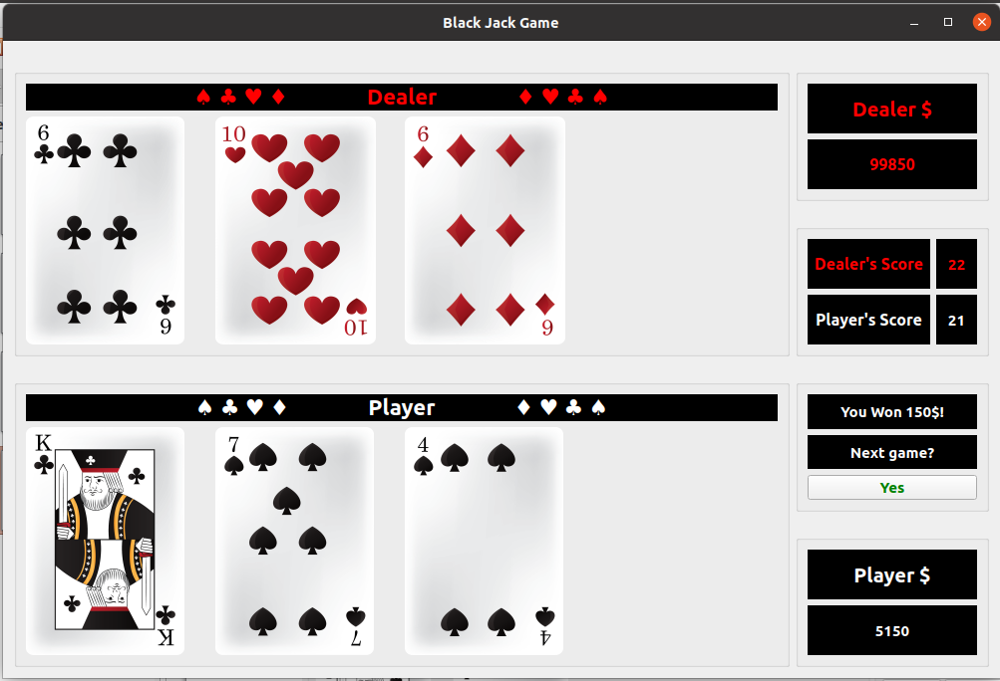 Black Jack Game
♠ ♣ ♥ ♦ Dealer ♦ ♥ ♣ ♠
6
10
6
6
10
6
Dealer $
99850
Dealer's Score 22
Player's Score 21
♠ ♣ ♥ ♦ Player ♦ ♥ ♣ ♠
K
7
4
K
7
4
You Won 150$!
Next game?
Yes
Player $
5150